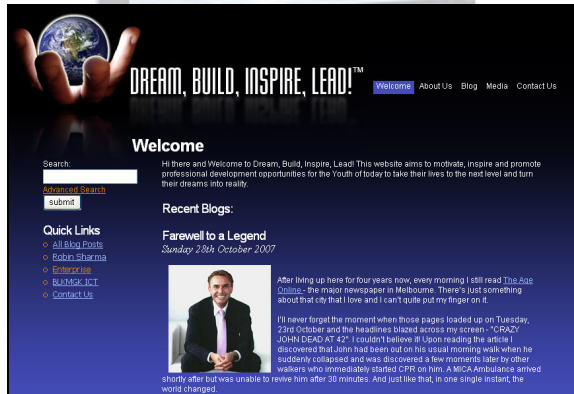 DREAM, BUILD, INSPIRE, LEAD!™
Welcome About Us Blog Media Contact Us
Welcome
Search:
Advanced Search
submit
Quick Links
All Blog Posts
Robin Sharma
Enterprise
BLKMGK ICT
Contact Us
Hi there and Welcome to Dream, Build, Inspire, Lead! This website aims to motivate, inspire and promote
professional development opportunities for the Youth of today to take their lives to the next level and turn
their dreams into reality.
Recent Blogs:
Farewell to a Legend
Sunday 28th October 2007
After living up here for four years now, every morning I still read The Age
Online - the major newspaper in Melbourne. There's just something
about that city that I love and I can't quite put my finger on it.
I'll never forget the moment when those pages loaded up on Tuesday,
23rd October and the headlines blazed across my screen - "CRAZY
JOHN DEAD AT 42". I couldn't believe it! Upon reading the article I
discovered that John had been out on his usual morning walk when he
suddenly collapsed and was discovered a few moments later by other
walkers who immediately started CPR on him. A MICA Ambulance arrived
shortly after but was unable to revive him after 30 minutes. And just like that, in one single instant, the
world changed.